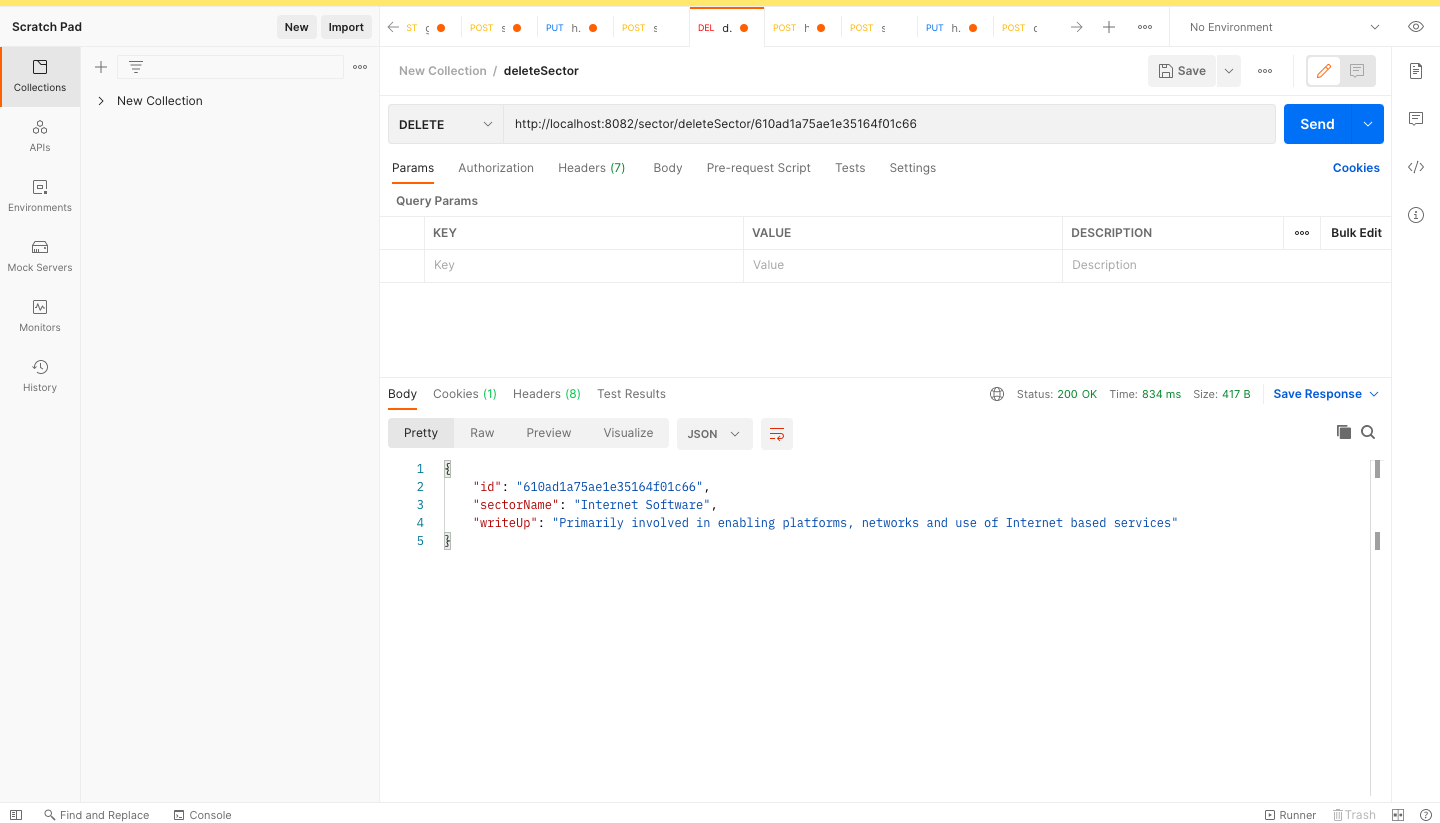 Scratch Pad
New
Import
ST g
POST s
PUT h.
POST s
DEL d.
POST h
POST s
PUT h.
POST c
No Environment
Collections
New Collection
APIs
Environments
Mock Servers
Monitors
History
New Collection / deleteSector
Save
DELETE
http://localhost:8082/sector/deleteSector/610ad1a75ae1e35164f01c66
Send
Params Authorization Headers (7) Body Pre-request Script Tests Settings
Cookies
Query Params
KEY VALUE DESCRIPTION Bulk Edit
Key Value Description
Body Cookies (1) Headers (8) Test Results
Status: 200 OK Time: 834 ms Size: 417 B Save Response
Pretty Raw Preview Visualize JSON
1 {
2 "id": "610ad1a75ae1e35164f01c66",
3 "sectorName": "Internet Software",
4 "writeUp": "Primarily involved in enabling platforms, networks and use of Internet based services"
5 }
Find and Replace Console
Runner Trash